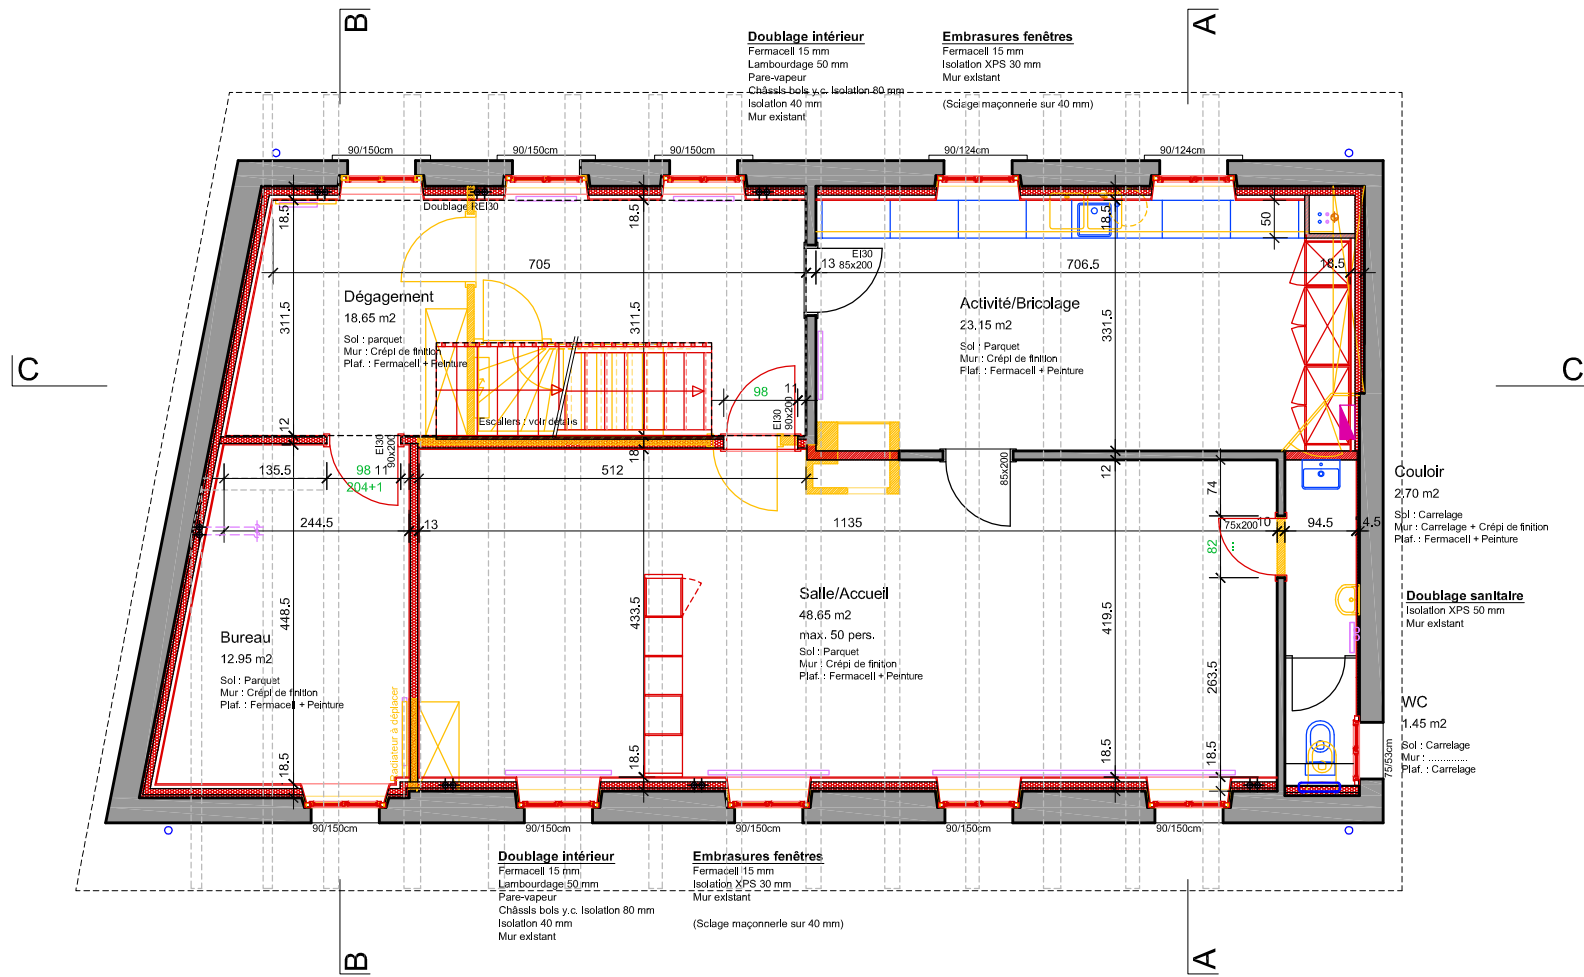 B
A
Doublage intérieur
Fermacell 15 mm
Lambourdage 50 mm
Pare-vapeur
Châssis bois y.c. Isolation 80 mm
Isolation 40 mm
Mur existant
Embrasures fenêtres
Fermacell 15 mm
Isolation XPS 30 mm
Mur existant
(Sciage maçonnerie sur 40 mm)
90/150cm
90/150cm
90/150cm
90/124cm
90/124cm
18.5
Doublage REI30
18.5
18.5
50
705
13
EI30
85x200
706.5
18.5
Dégagement
18.65 m2
Sol : parquet
Mur : Crépi de finition
Plaf. : Fermacell + Peinture
311.5
311.5
Activité/Bricolage
23.15 m2
Sol : Parquet
Mur : Crépi de finition
Plaf. : Fermacell + Peinture
331.5
C
C
98
11
EI30
90x200
Escaliers : voir détails
12
EI30
90x200
18
135.5
98
11
204+1
512
85x200
12
74
244.5
13
1135
75x200
10
94.5
4.5
82
Couloir
2.70 m2
Sol : Carrelage
Mur : Carrelage + Crépi de finition
Plaf. : Fermacell + Peinture
Doublage sanitaire
Isolation XPS 50 mm
Mur existant
448.5
433.5
419.5
263.5
Salle/Accueil
48.65 m2
max. 50 pers.
Sol : Parquet
Mur : Crépi de finition
Plaf. : Fermacell + Peinture
Bureau
12.95 m2
Sol : Parquet
Mur : Crépi de finition
Plaf. : Fermacell + Peinture
Radiateur à déplacer
WC
1.45 m2
Sol : Carrelage
Mur : .............
Plaf. : Carrelage
75/53cm
18.5
18.5
18.5
18.5
90/150cm
90/150cm
90/150cm
90/150cm
90/150cm
Doublage intérieur
Fermacell 15 mm
Lambourdage 50 mm
Pare-vapeur
Châssis bois y.c. Isolation 80 mm
Isolation 40 mm
Mur existant
Embrasures fenêtres
Fermacell 15 mm
Isolation XPS 30 mm
Mur existant
(Sciage maçonnerie sur 40 mm)
B
A